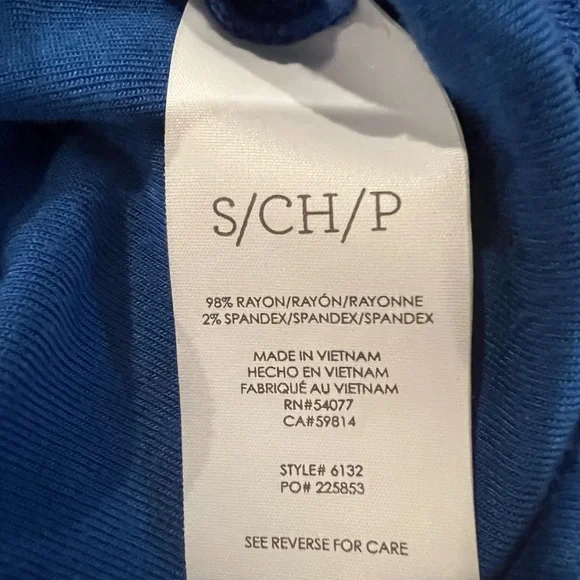 S/CH/P
98% RAYON/RAYÓN/RAYONNE
2% SPANDEX/SPANDEX/SPANDEX
MADE IN VIETNAM
HECHO EN VIETNAM
FABRIQUÉ AU VIETNAM
RN#54077
CA#59814
STYLE# 6132
PO# 225853
SEE REVERSE FOR CARE